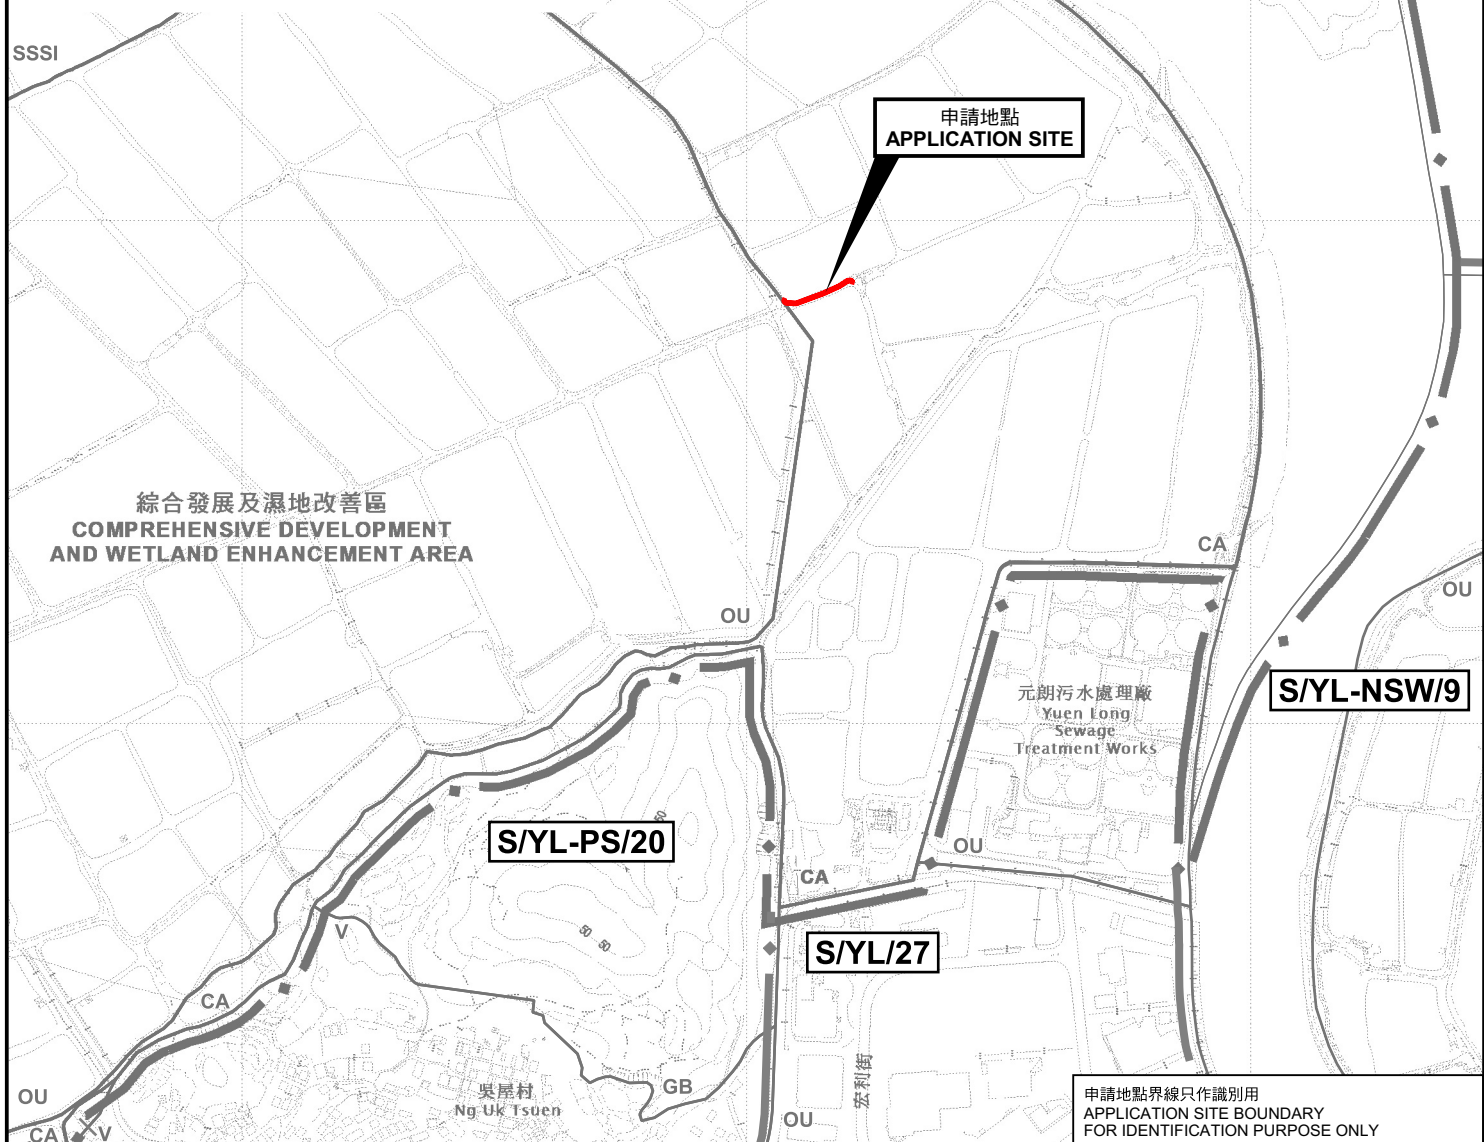 SSSI
申請地點
APPLICATION SITE
綜合發展及濕地改善區
COMPREHENSIVE DEVELOPMENT
AND WETLAND ENHANCEMENT AREA
CA
OU
OU
元朗污水處理廠
Yuen Long
Sewage
Treatment Works
S/YL-NSW/9
50
S/YL-PS/20
OU
CA
V
50
50
S/YL/27
CA
宏利街
吳屋村
Ng Uk Tsuen
GB
OU
OU
CA
V
申請地點界線只作識別用
APPLICATION SITE BOUNDARY
FOR IDENTIFICATION PURPOSE ONLY